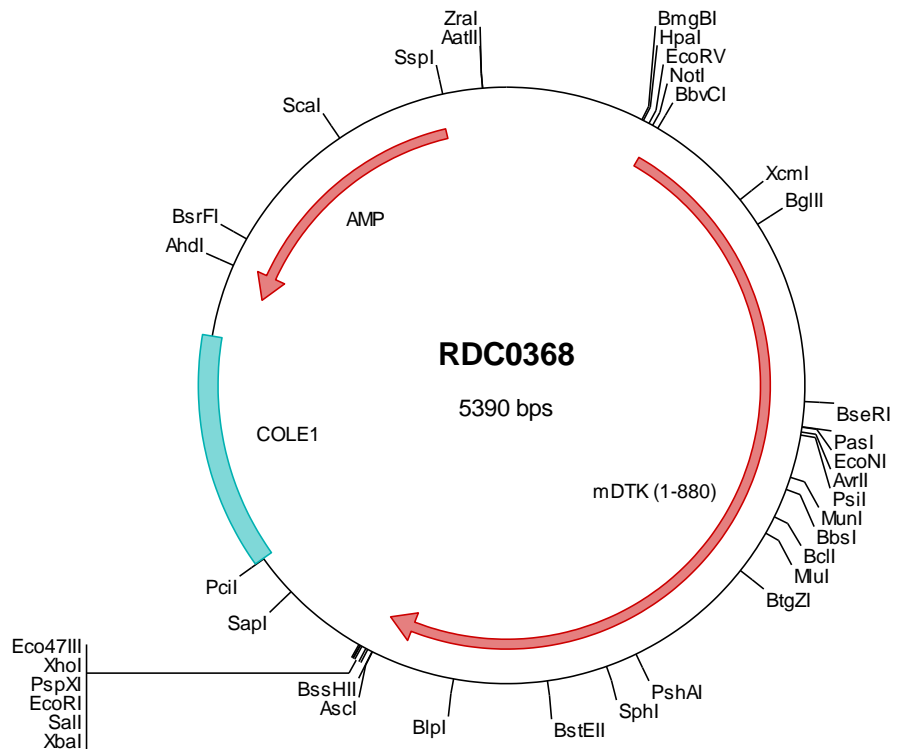 ZraI
AatII
SspI
ScaI
BsrFI
AhdI
AMP
BmgBI
HpaI
EcoRV
NotI
BbvCI
XcmI
BglII
RDC0368
5390 bps
COLE1
mDTK (1-880)
BseRI
PasI
EcoNI
AvrII
PsiI
MunI
BbsI
BclI
MluI
BtgZI
PshAI
SphI
BstEII
BlpI
PciI
SapI
BssHII
AscI
Eco47III
XhoI
PspXI
EcoRI
SalI
XbaI